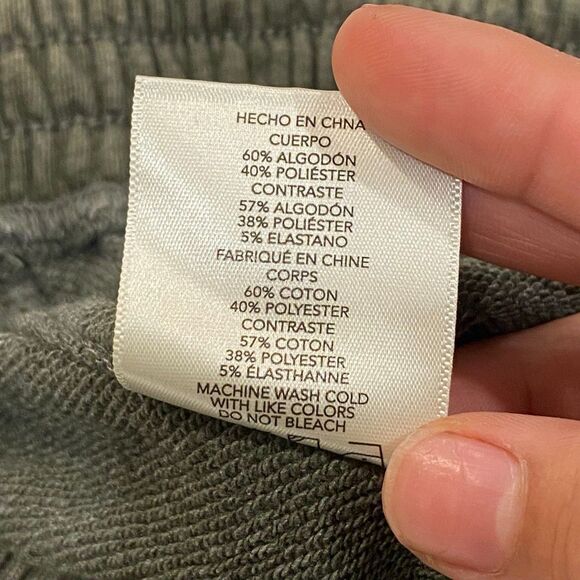 HECHO EN CHNA
CUERPO
60% ALGODÓN
40% POLIÉSTER
CONTRASTE
57% ALGODÓN
38% POLIÉSTER
5% ELASTANO
FABRIQUÉ EN CHINE
CORPS
60% COTON
40% POLYESTER
CONTRASTE
57% COTON
38% POLYESTER
5% ÉLASTHANNE
MACHINE WASH COLD
WITH LIKE COLORS
DO NOT BLEACH